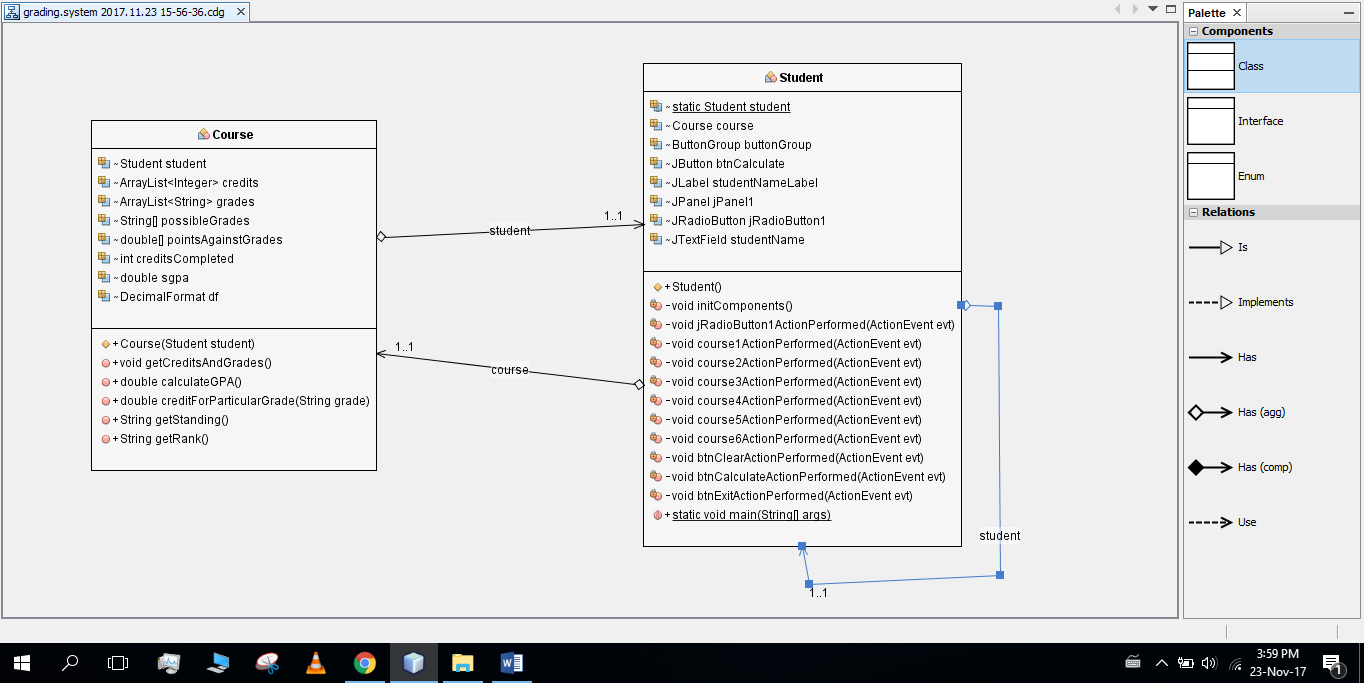 grading.system 2017.11.23 15-56-36.cdg
Palette
Components
Class
Interface
Enum
Relations
Is
Implements
Has
Has (agg)
Has (comp)
Use
Course
~Student student
~ArrayList<Integer> credits
~ArrayList<String> grades
~String[] possibleGrades
~double[] pointsAgainstGrades
~int creditsCompleted
~double sgpa
~DecimalFormat df
+Course(Student student)
+void getCreditsAndGrades()
+double calculateGPA()
+double creditForParticularGrade(String grade)
+String getStanding()
+String getRank()
student
1..1
1..1
course
Student
~static Student student
~Course course
~ButtonGroup buttonGroup
~JButton btnCalculate
~JLabel studentNameLabel
~JPanel jPanel1
~JRadioButton jRadioButton1
~JTextField studentName
+Student()
-void initComponents()
-void jRadioButton1ActionPerformed(ActionEvent evt)
-void course1ActionPerformed(ActionEvent evt)
-void course2ActionPerformed(ActionEvent evt)
-void course3ActionPerformed(ActionEvent evt)
-void course4ActionPerformed(ActionEvent evt)
-void course5ActionPerformed(ActionEvent evt)
-void course6ActionPerformed(ActionEvent evt)
-void btnClearActionPerformed(ActionEvent evt)
-void btnCalculateActionPerformed(ActionEvent evt)
-void btnExitActionPerformed(ActionEvent evt)
+static void main(String[] args)
student
1..1
3:59 PM
23-Nov-17
1